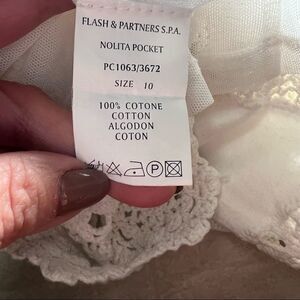 FLASH & PARTNERS S.P.A.
NOLITA POCKET
PC1063/3672
SIZE 10
100% COTONE
COTTON
ALGODON
COTON
P